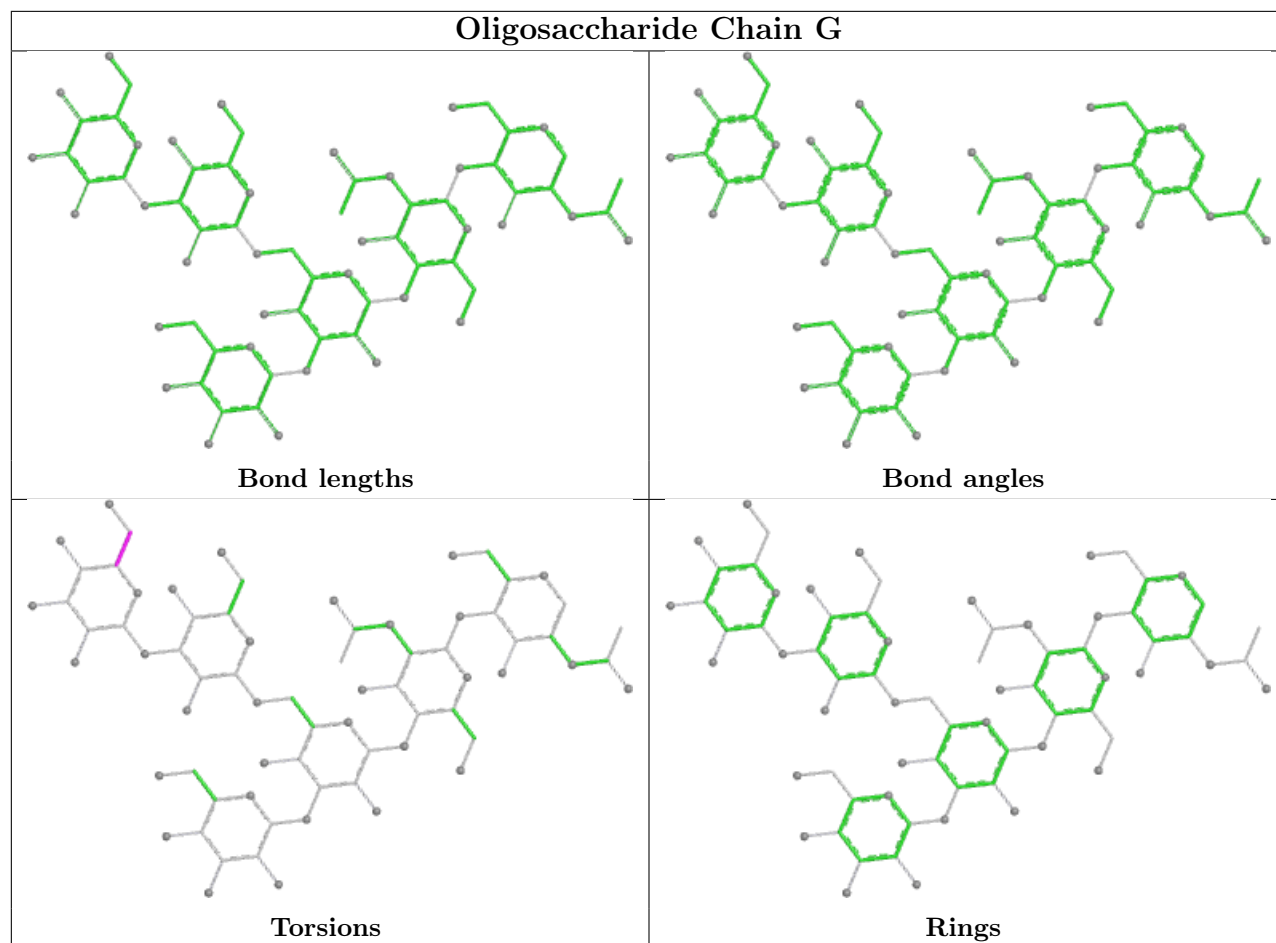 Oligosaccharide Chain G
Bond lengths
Bond angles
Torsions
Rings